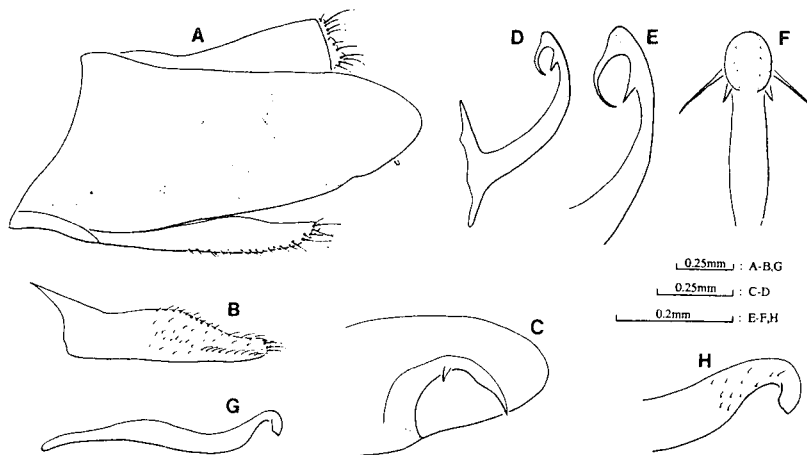 A
D
E
F
0.25mm : A-B,G
0.25mm : C-D
0.2mm : E-F,H
B
C
G
H